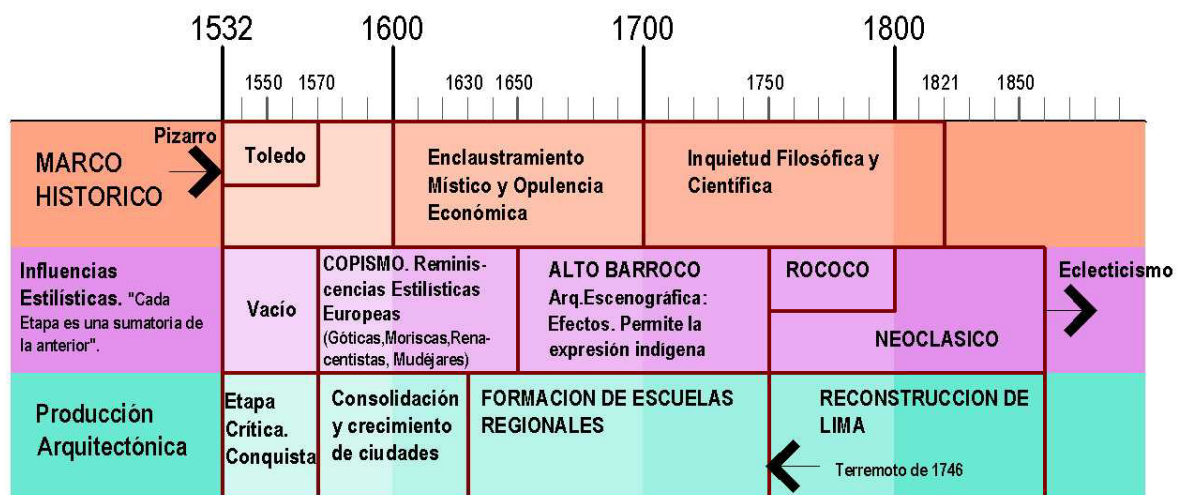 1532 1600 1700 1800
1550 1570 1630 1650 1750 1821 1850
MARCO
HISTORICO
Pizarro
Toledo
Enclaustramiento
Místico y Opulencia
Económica
Inquietud Filosófica y
Científica
Influencias
Estilísticas. "Cada
Etapa es una sumatoria de
la anterior".
Vacío
COPISMO. Reminis-
cencias Estilísticas
Europeas
(Góticas,Moriscas,Rena-
centistas, Mudéjares)
ALTO BARROCO
Arq.Escenográfica:
Efectos. Permite la
expresión indígena
ROCOCO
NEOCLASICO
Eclecticismo
Producción
Arquitectónica
Etapa
Crítica.
Conquista
Consolidación
y crecimiento
de ciudades
FORMACION DE ESCUELAS
REGIONALES
RECONSTRUCCION DE
LIMA
Terremoto de 1746